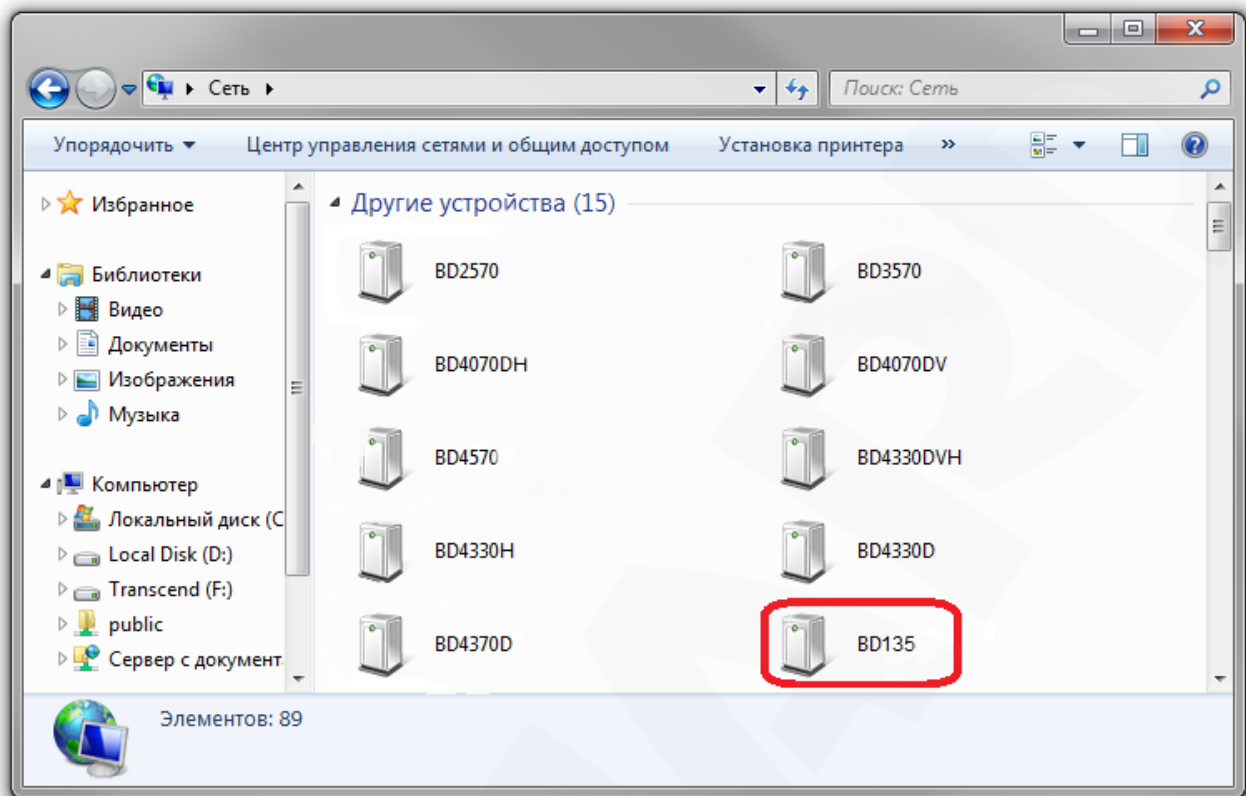 Сеть
Поиск: Сеть
Упорядочить
Центр управления сетями и общим доступом
Установка принтера
»
Избранное
Библиотеки
Видео
Документы
Изображения
Музыка
Компьютер
Локальный диск (C
Local Disk (D:)
Transcend (F:)
public
Сервер с документ
Другие устройства (15)
BD2570
BD3570
BD4070DH
BD4070DV
BD4570
BD4330DVH
BD4330H
BD4330D
BD4370D
BD135
Элементов: 89